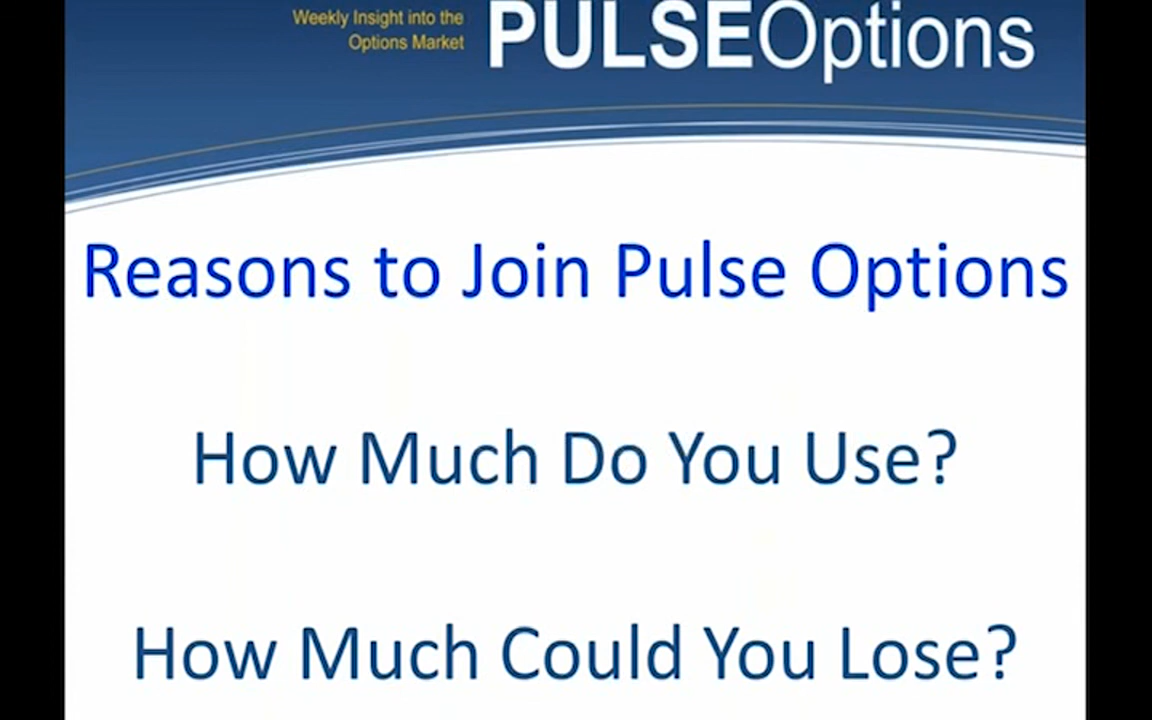 Weekly Insight into the
Options Market
PULSEOptions
Reasons to Join Pulse Options
How Much Do You Use?
How Much Could You Lose?